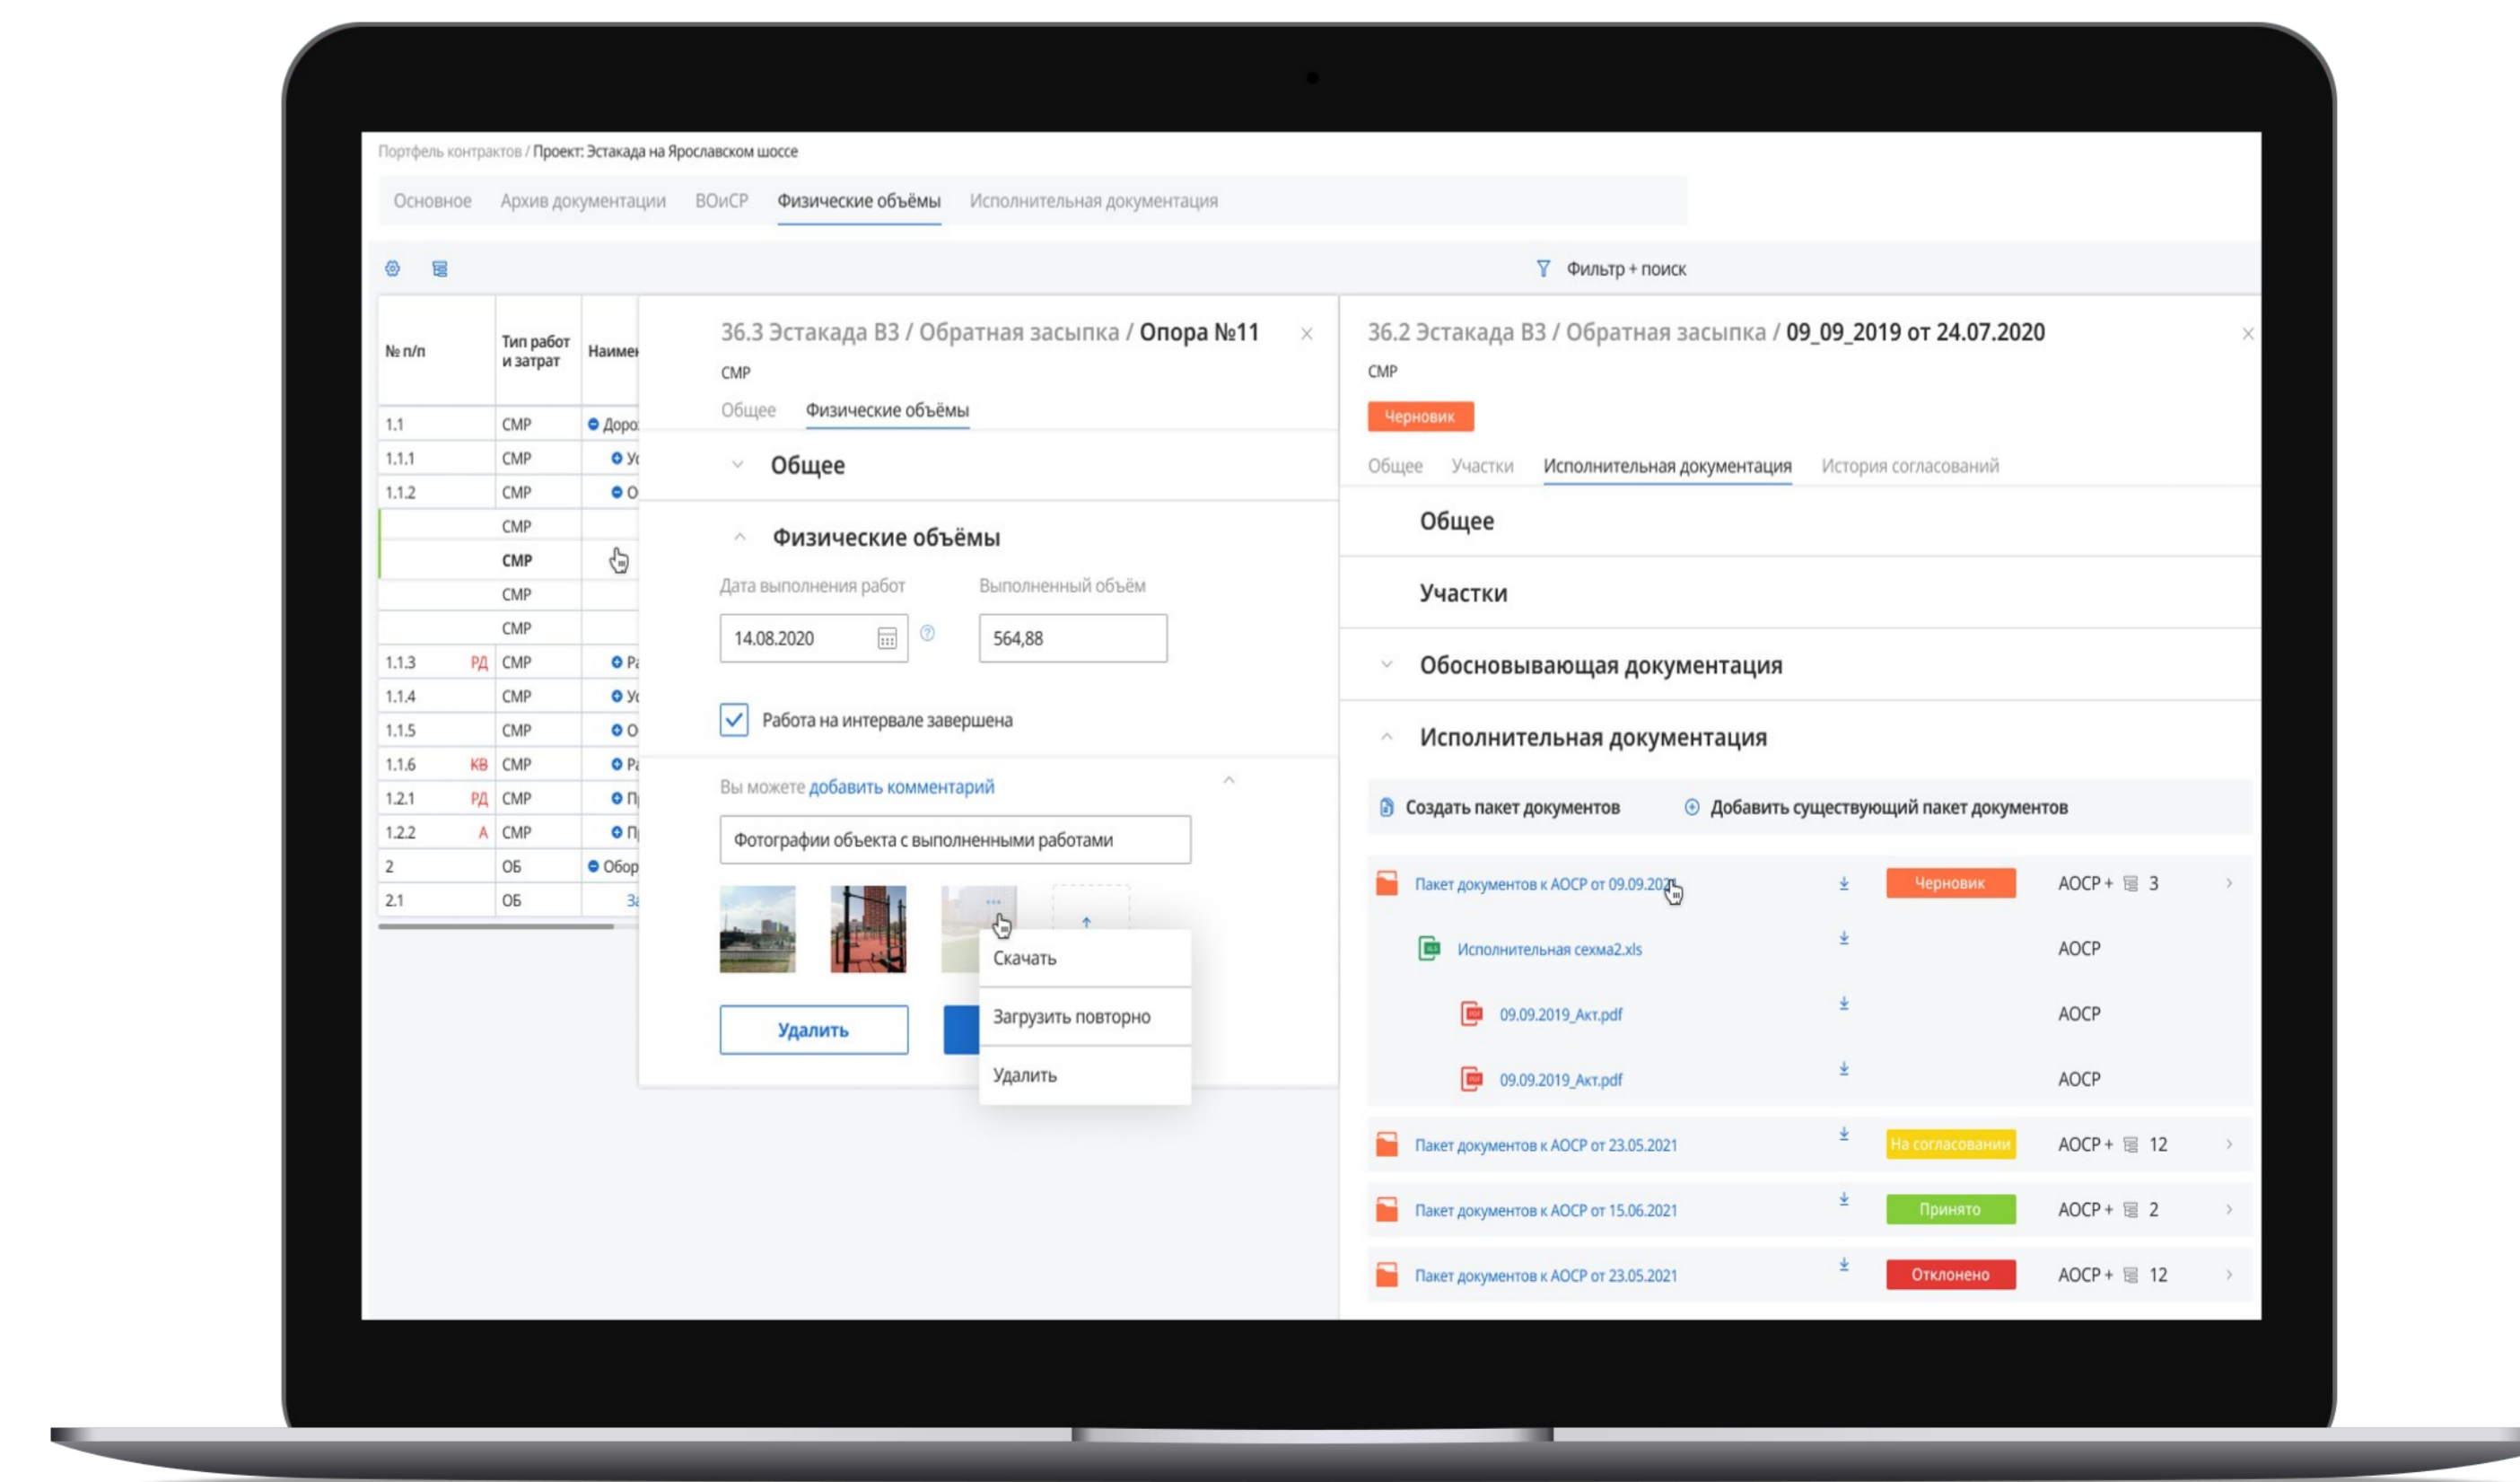 Портфель контрактов / Проект: Эстакада на Ярославском шоссе
Основное Архив документации ВОиСР Физические объёмы Исполнительная документация
Фильтр + поиск
№ п/п Тип работ и затрат
1.1 СМР
1.1.1 СМР
1.1.2 СМР
СМР
СМР
СМР
СМР
1.1.3 РД СМР
1.1.4 СМР
1.1.5 СМР
1.1.6 КВ СМР
1.2.1 РД СМР
1.2.2 А СМР
2 ОБ
2.1 ОБ
36.3 Эстакада В3 / Обратная засыпка / Опора №11
СМР
Общее Физические объёмы
Общее
Физические объёмы
Дата выполнения работ Выполненный объём
14.08.2020 564,88
Работа на интервале завершена
Вы можете добавить комментарий
Фотографии объекта с выполненными работами
Скачать
Загрузить повторно
Удалить
Удалить
36.2 Эстакада В3 / Обратная засыпка / 09_09_2019 от 24.07.2020
СМР
Черновик
Общее Участки Исполнительная документация История согласований
Общее
Участки
Обосновывающая документация
Исполнительная документация
Создать пакет документов Добавить существующий пакет документов
Пакет документов к АОСР от Черновик АОСР + 3
Исполнительная сехма2.xls АОСР
09.09.2019_Акт.pdf АОСР
09.09.2019_Акт.pdf АОСР
Пакет документов к АОСР от 23.05.2021 На согласовании АОСР + 12
Пакет документов к АОСР от 15.06.2021 Принято АОСР + 2
Пакет документов к АОСР от 23.05.2021 Отклонено АОСР + 12